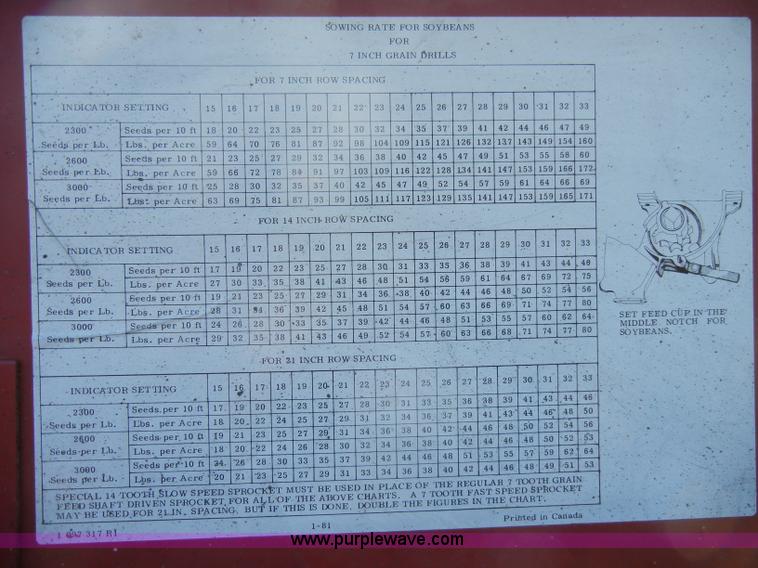 SOWING RATE FOR SOYBEANS
FOR
7 INCH GRAIN DRILLS
FOR 7 INCH ROW SPACING
INDICATOR SETTING 15 16 17 18 19 20 21 22 23 24 25 26 27 28 29 30 31 32 33
2300 Seeds per 10 ft 18 20 22 23 25 27 28 30 32 34 35 37 39 41 42 44 46 47 49
Seeds per Lb. Lbs. per Acre 59 64 70 76 81 87 92 98 104 109 115 121 126 132 137 143 149 154 160
2600 Seeds per 10 ft 21 23 25 27 29 32 34 36 38 40 42 45 47 49 51 53 55 58 60
Seeds per Lb. Lbs. per Acre 59 66 72 78 84 91 97 103 109 116 122 128 134 141 147 153 159 166 172
3000 Seeds per 10 ft 25 28 30 32 35 37 40 42 45 47 49 52 54 57 59 61 64 66 69
Seeds per Lb. Lbs. per Acre 63 69 75 81 87 93 99 105 111 117 123 129 135 141 147 153 159 165 171
FOR 14 INCH ROW SPACING
INDICATOR SETTING 15 16 17 18 19 20 21 22 23 24 25 26 27 28 29 30 31 32 33
2300 Seeds per 10 ft 17 19 20 22 23 25 27 28 30 31 33 35 36 38 39 41 43 44 46
Seeds per Lb. Lbs. per Acre 27 30 33 35 38 41 43 46 48 51 54 56 59 61 64 67 69 72 75
2600 Seeds per 10 ft 19 21 23 25 27 29 31 34 36 38 40 42 44 46 48 50 52 54 56
Seeds per Lb. Lbs. per Acre 28 31 34 36 39 42 45 48 51 54 57 60 63 66 69 71 74 77 80
3000 Seeds per 10 ft 24 26 28 30 33 35 37 39 42 44 46 48 51 53 55 57 60 62 64
Seeds per Lb. Lbs. per Acre 29 32 35 38 41 43 46 49 52 54 57 60 63 66 68 71 74 77 80
FOR 21 INCH ROW SPACING
INDICATOR SETTING 15 16 17 18 19 20 21 22 23 24 25 26 27 28 29 30 31 32 33
2300 Seeds per 10 ft 17 19 20 22 23 25 27 28 30 31 33 35 36 38 39 41 43 44 46
Seeds per Lb. Lbs. per Acre 18 20 22 24 25 27 29 31 32 34 36 37 39 41 43 44 46 48 50
2600 Seeds per 10 ft 19 21 23 25 27 29 31 34 36 38 40 42 44 46 48 50 52 54 56
Seeds per Lb. Lbs. per Acre 18 20 22 24 26 28 30 32 34 36 38 40 42 44 46 48 50 52 53
3000 Seeds per 10 ft 24 26 28 30 33 35 37 39 42 44 46 48 51 53 55 57 59 62 64
Seeds per Lb. Lbs. per Acre 20 21 23 25 27 29 31 33 34 36 38 40 42 44 46 48 49 51 53
SPECIAL 14 TOOTH SLOW SPEED SPROCKET MUST BE USED IN PLACE OF THE REGULAR 7 TOOTH GRAIN
FEED SHAFT DRIVEN SPROCKET FOR ALL OF THE ABOVE CHARTS. A 7 TOOTH FAST SPEED SPROCKET
MAY BE USED FOR 21 IN. SPACING, BUT IF THIS IS DONE, DOUBLE THE FIGURES IN THE CHART.
1 097 317 R1
1-81
Printed in Canada
SET FEED CUP IN THE
MIDDLE NOTCH FOR
SOYBEANS.
www.purplewave.com